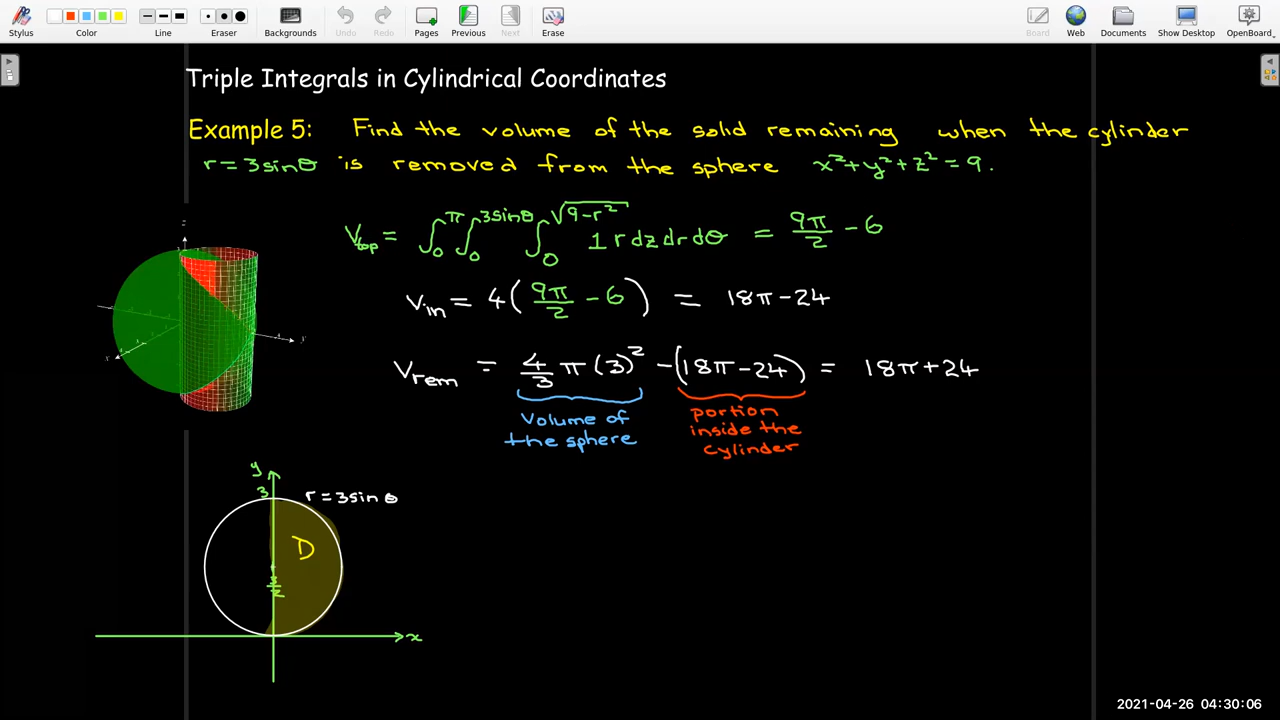 Stylus Color Line Eraser Backgrounds Undo Redo Pages Previous Next Erase Board Web Documents Show Desktop OpenBoard
Triple Integrals in Cylindrical Coordinates
Example 5: Find the volume of the solid remaining when the cylinder
r = 3sinθ is removed from the sphere x²+y²+z² = 9.
V_top = ∫₀^π ∫₀^(3sinθ) ∫₀^(√(9-r²)) 1 r dz dr dθ = 9π/2 - 6
V_in = 4(9π/2 - 6) = 18π - 24
V_rem = 4/3 π (3)² - (18π - 24) = 18π + 24
Volume of
the sphere
portion
inside the
cylinder
z
x
y
y
3
r = 3sin θ
D
3/2
x
2021-04-26 04:30:06